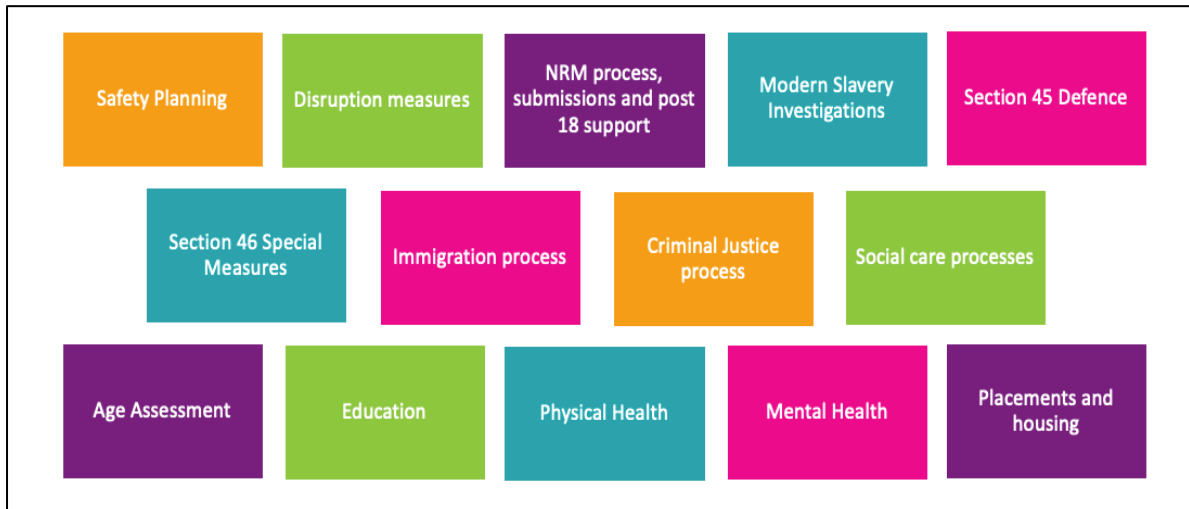 Safety Planning
Disruption measures
NRM process,
submissions and post
18 support
Modern Slavery
Investigations
Section 45 Defence
Section 46 Special
Measures
Immigration process
Criminal Justice
process
Social care processes
Age Assessment
Education
Physical Health
Mental Health
Placements and
housing